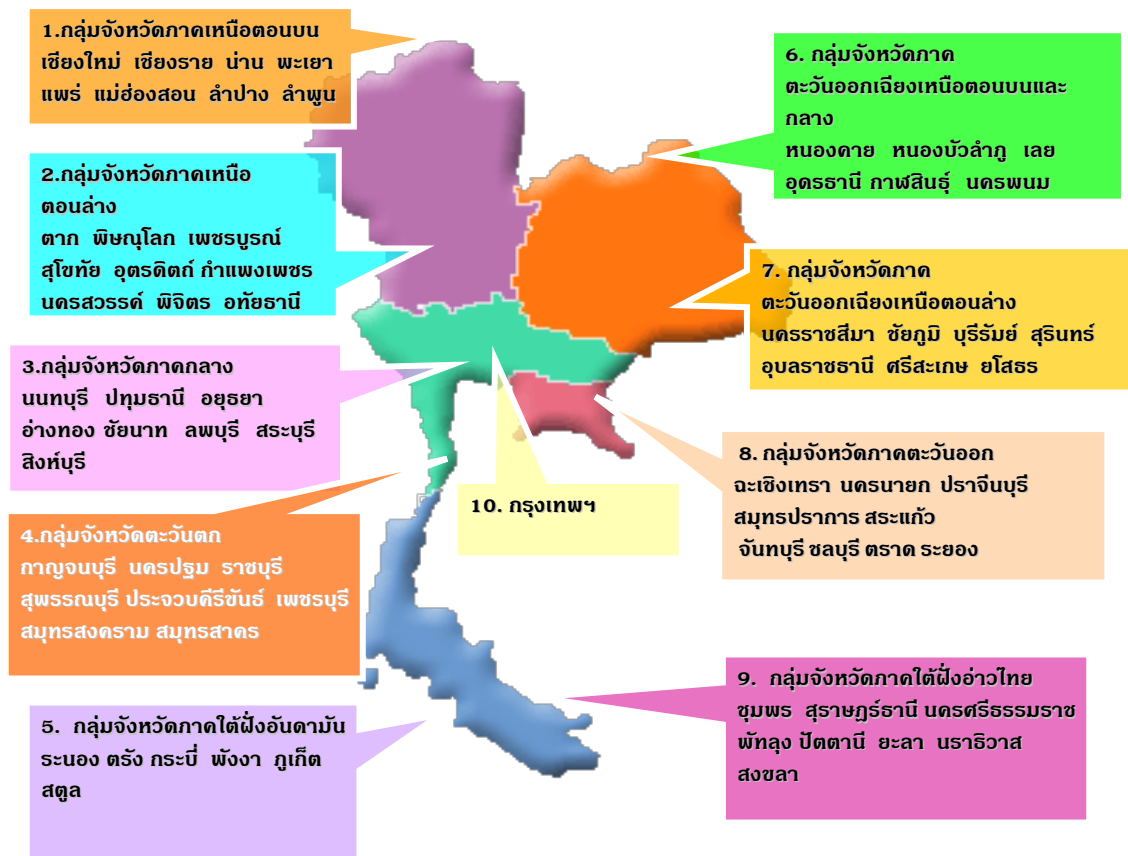 1.กลุ่มจังหวัดภาคเหนือตอนบน
เชียงใหม่ เชียงราย น่าน พะเยา
แพร่ แม่ฮ่องสอน ลำปาง ลำพูน
2.กลุ่มจังหวัดภาคเหนือ
ตอนล่าง
ตาก พิษณุโลก เพชรบูรณ์
สุโขทัย อุตรดิตถ์ กำแพงเพชร
นครสวรรค์ พิจิตร อทัยธานี
3.กลุ่มจังหวัดภาคกลาง
นนทบุรี ปทุมธานี อยุธยา
อ่างทอง ชัยนาท ลพบุรี สระบุรี
สิงห์บุรี
4.กลุ่มจังหวัดตะวันตก
กาญจนบุรี นครปฐม ราชบุรี
สุพรรณบุรี ประจวบคีรีขันธ์ เพชรบุรี
สมุทรสงคราม สมุทรสาคร
5. กลุ่มจังหวัดภาคใต้ฝั่งอันดามัน
ระนอง ตรัง กระบี่ พังงา ภูเก็ต
สตูล
6. กลุ่มจังหวัดภาค
ตะวันออกเฉียงเหนือตอนบนและ
กลาง
หนองคาย หนองบัวลำภู เลย
อุดรธานี กาฬสินธุ์ นครพนม
7. กลุ่มจังหวัดภาค
ตะวันออกเฉียงเหนือตอนล่าง
นครราชสีมา ชัยภูมิ บุรีรัมย์ สุรินทร์
อุบลราชธานี ศรีสะเกษ ยโสธร
8. กลุ่มจังหวัดภาคตะวันออก
ฉะเชิงเทรา นครนายก ปราจีนบุรี
สมุทรปราการ สระแก้ว
จันทบุรี ชลบุรี ตราด ระยอง
10. กรุงเทพฯ
9. กลุ่มจังหวัดภาคใต้ฝั่งอ่าวไทย
ชุมพร สุราษฎร์ธานี นครศรีธรรมราช
พัทลุง ปัตตานี ยะลา นราธิวาส
สงขลา